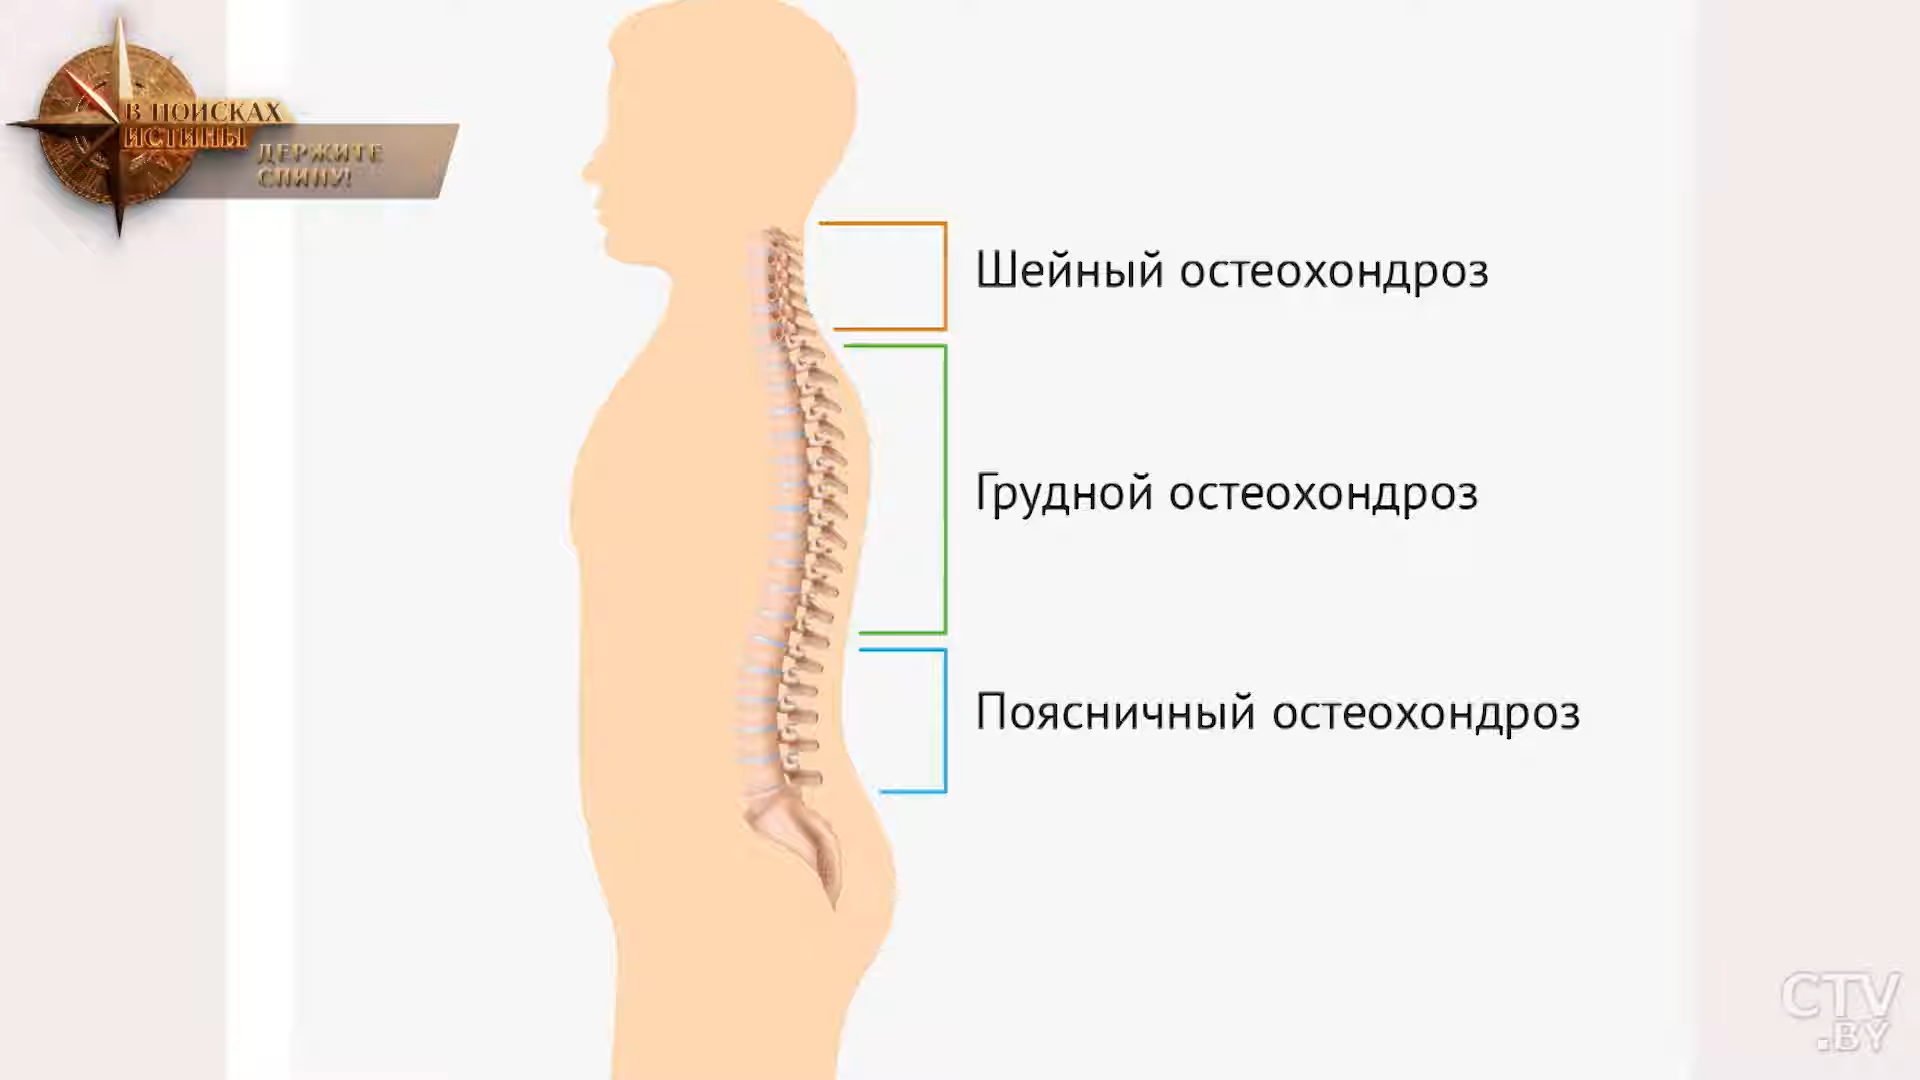 В ПОИСКАХ
ИСТИНЫ
ДЕРЖИТЕ
СПИНУ!
Шейный остеохондроз
Грудной остеохондроз
Поясничный остеохондроз
CTV
.BY